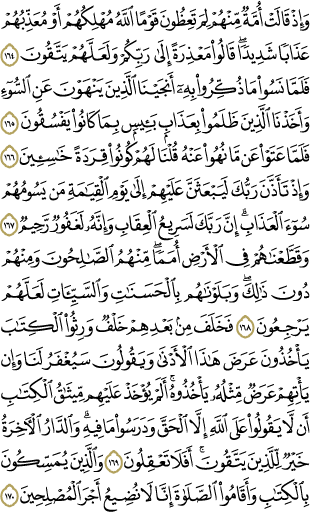 وَإِذْ قَالَتْ أُمَّةٌ مِّنْهُمْ لِمَ تَعِظُونَ قَوْمًا ٱللَّهُ مُهْلِكُهُمْ أَوْ مُعَذِّبُهُمْ
عَذَابًا شَدِيدًا ۖ قَالُوا۟ مَعْذِرَةً إِلَىٰ رَبِّكُمْ وَلَعَلَّهُمْ يَتَّقُونَ ١٦٤
فَلَمَّا نَسُوا۟ مَا ذُكِّرُوا۟ بِهِۦٓ أَنجَيْنَا ٱلَّذِينَ يَنْهَوْنَ عَنِ ٱلسُّوٓءِ
وَأَخَذْنَا ٱلَّذِينَ ظَلَمُوا۟ بِعَذَابٍۭ بَـِٔيسٍۭ بِمَا كَانُوا۟ يَفْسُقُونَ ١٦٥
فَلَمَّا عَتَوْا۟ عَن مَّا نُهُوا۟ عَنْهُ قُلْنَا لَهُمْ كُونُوا۟ قِرَدَةً خَـٰسِـِٔينَ ١٦٦
وَإِذْ تَأَذَّنَ رَبُّكَ لَيَبْعَثَنَّ عَلَيْهِمْ إِلَىٰ يَوْمِ ٱلْقِيَـٰمَةِ مَن يَسُومُهُمْ
سُوٓءَ ٱلْعَذَابِ ۗ إِنَّ رَبَّكَ لَسَرِيعُ ٱلْعِقَابِ ۖ وَإِنَّهُۥ لَغَفُورٌ رَّحِيمٌ ١٦٧
وَقَطَّعْنَـٰهُمْ فِى ٱلْأَرْضِ أُمَمًا ۖ مِّنْهُمُ ٱلصَّـٰلِحُونَ وَمِنْهُمْ
دُونَ ذَٰلِكَ ۖ وَبَلَوْنَـٰهُم بِٱلْحَسَنَـٰتِ وَٱلسَّيِّـَٔاتِ لَعَلَّهُمْ
يَرْجِعُونَ ١٦٨ فَخَلَفَ مِنۢ بَعْدِهِمْ خَلْفٌ وَرِثُوا۟ ٱلْكِتَـٰبَ
يَأْخُذُونَ عَرَضَ هَـٰذَا ٱلْأَدْنَىٰ وَيَقُولُونَ سَيُغْفَرُ لَنَا وَإِن
يَأْتِهِمْ عَرَضٌ مِّثْلُهُۥ يَأْخُذُوهُ ۚ أَلَمْ يُؤْخَذْ عَلَيْهِم مِّيثَـٰقُ ٱلْكِتَـٰبِ
أَن لَّا يَقُولُوا۟ عَلَى ٱللَّهِ إِلَّا ٱلْحَقَّ وَدَرَسُوا۟ مَا فِيهِ ۗ وَٱلدَّارُ ٱلْـَٔاخِرَةُ
خَيْرٌ لِّلَّذِينَ يَتَّقُونَ ۗ أَفَلَا تَعْقِلُونَ ١٦٩ وَٱلَّذِينَ يُمَسِّكُونَ
بِٱلْكِتَـٰبِ وَأَقَامُوا۟ ٱلصَّلَوٰةَ إِنَّا لَا نُضِيعُ أَجْرَ ٱلْمُصْلِحِينَ ١٧٠